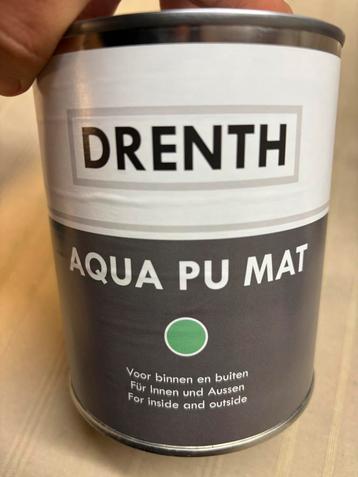 DRENTH
AQUA PU MAT
Voor binnen en buiten
Für Innen und Aussen
For inside and outside